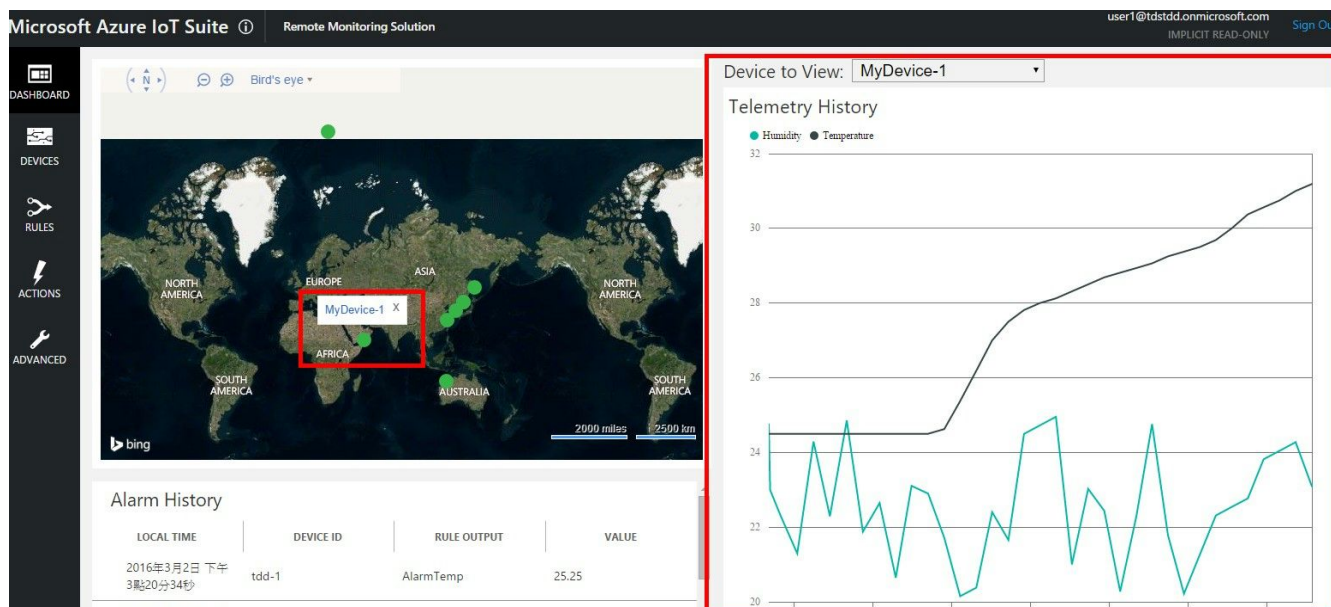 Microsoft Azure IoT Suite
Remote Monitoring Solution
user1@tdstdd.onmicrosoft.com
IMPLICIT READ-ONLY
Sign Ou
DASHBOARD
DEVICES
RULES
ACTIONS
ADVANCED
N
Bird's eye
NORTH
AMERICA
EUROPE
ASIA
NORTH
AMERICA
MyDevice-1 X
AFRICA
SOUTH
AMERICA
AUSTRALIA
SOUTH
AMERICA
bing
2000 miles 2500 km
Alarm History
LOCAL TIME DEVICE ID RULE OUTPUT VALUE
2016年3月2日 下午
3點20分34秒
tdd-1 AlarmTemp 25.25
Device to View: MyDevice-1
Telemetry History
Humidity Temperature
32
30
28
26
24
22
20